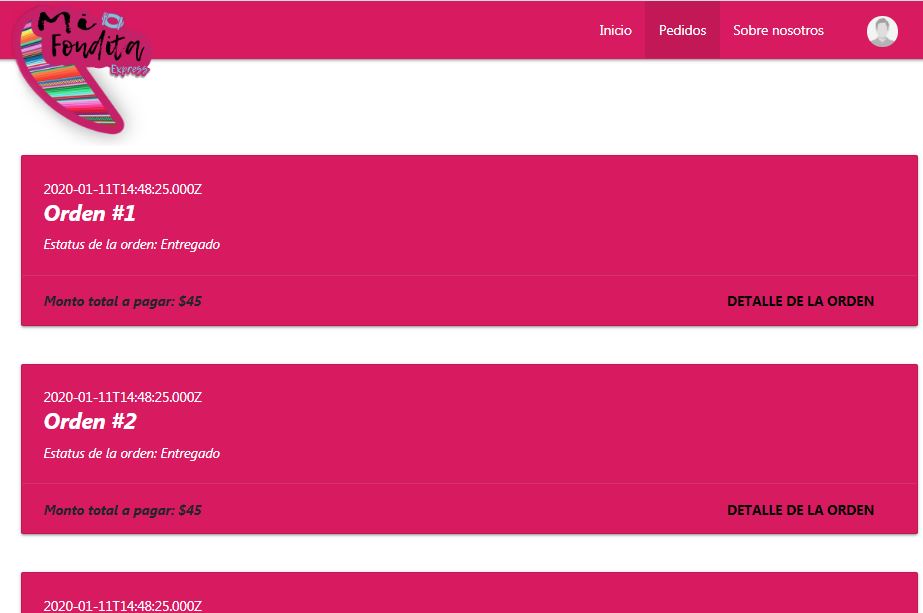 Mi
Fondita
Express
Inicio Pedidos Sobre nosotros
2020-01-11T14:48:25.000Z
Orden #1
Estatus de la orden: Entregado
Monto total a pagar: $45 DETALLE DE LA ORDEN
2020-01-11T14:48:25.000Z
Orden #2
Estatus de la orden: Entregado
Monto total a pagar: $45 DETALLE DE LA ORDEN
2020-01-11T14:48:25.000Z